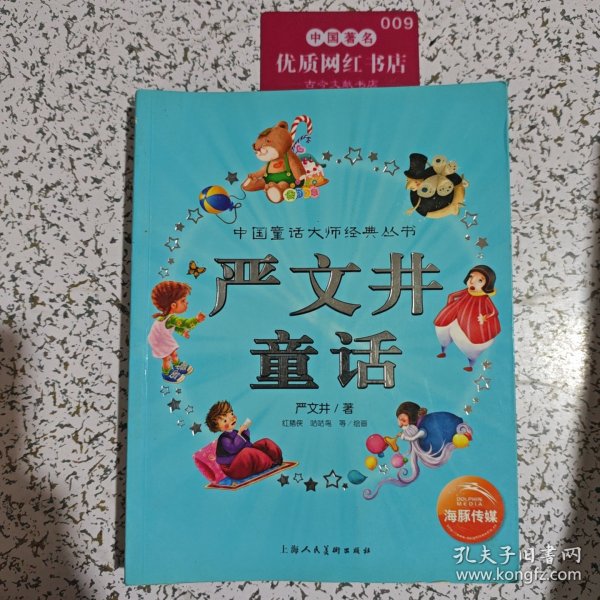 009
中国著名
优质网红书店
中国童话大师经典丛书
严文井
童话
严文井/著
红猪侠 咕咕鸟 等/绘画
DOLPHIN
MEDIA
海豚传媒
上海人民美术出版社
孔夫子旧书网
www.kongfz.com